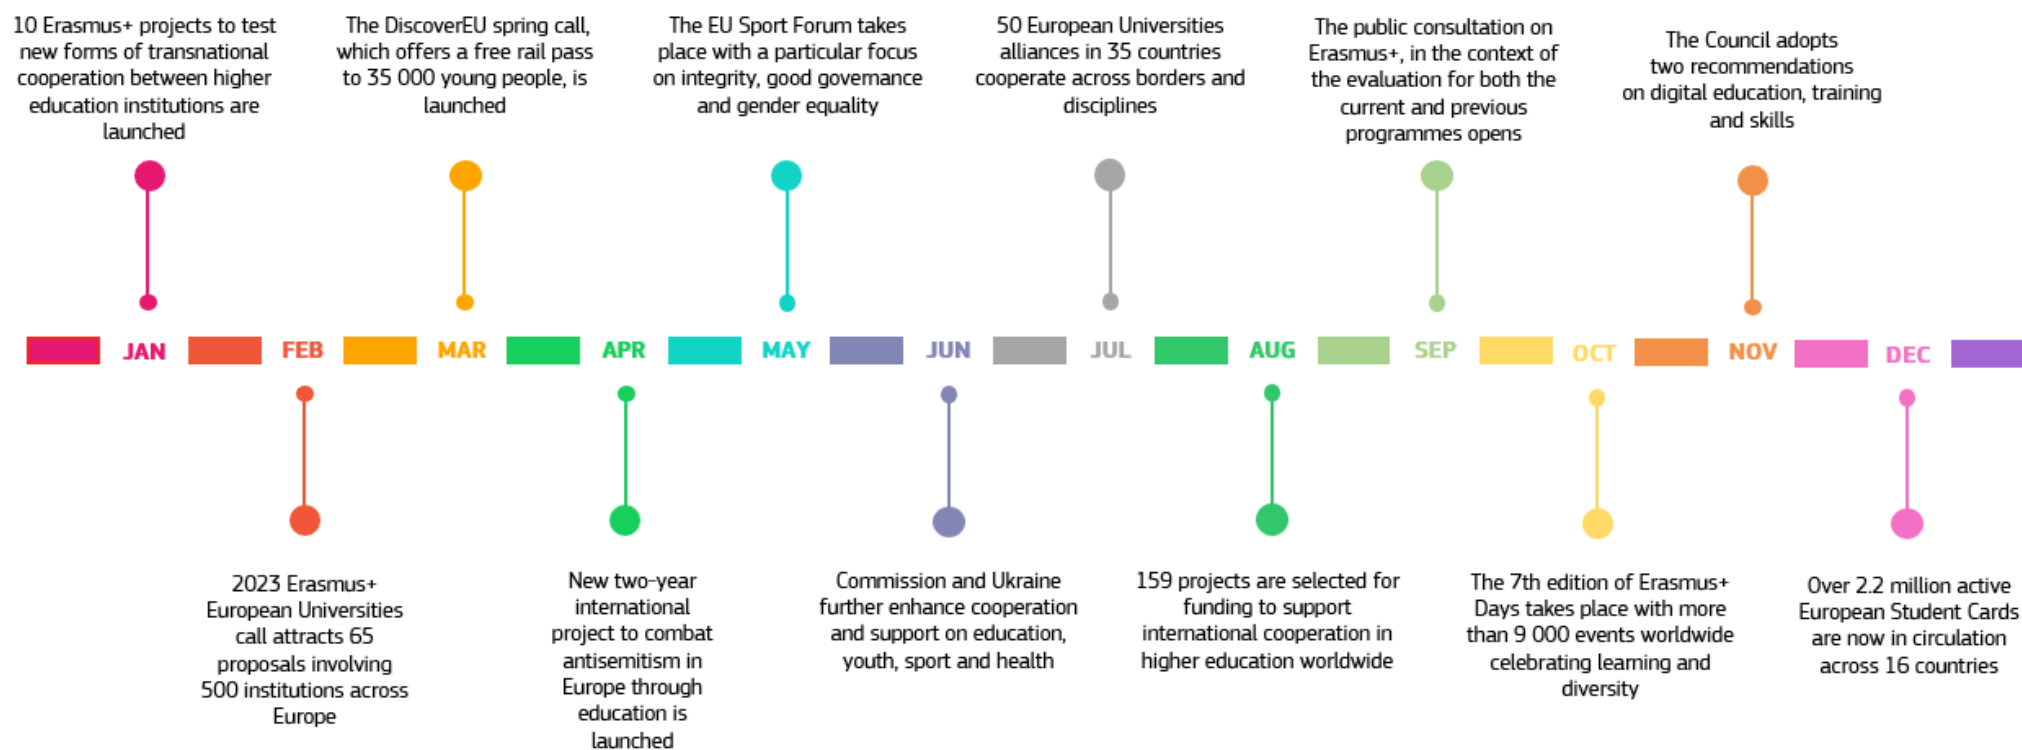 10 Erasmus+ projects to test
new forms of transnational
cooperation between higher
education institutions are
launched
The DiscoverEU spring call,
which offers a free rail pass
to 35 000 young people, is
launched
The EU Sport Forum takes
place with a particular focus
on integrity, good governance
and gender equality
50 European Universities
alliances in 35 countries
cooperate across borders and
disciplines
The public consultation on
Erasmus+, in the context of
the evaluation for both the
current and previous
programmes opens
The Council adopts
two recommendations
on digital education, training
and skills
JAN
FEB
MAR
APR
MAY
JUN
JUL
AUG
SEP
OCT
NOV
DEC
2023 Erasmus+
European Universities
call attracts 65
proposals involving
500 institutions across
Europe
New two-year
international
project to combat
antisemitism in
Europe through
education is
launched
Commission and Ukraine
further enhance cooperation
and support on education,
youth, sport and health
159 projects are selected for
funding to support
international cooperation in
higher education worldwide
The 7th edition of Erasmus+
Days takes place with more
than 9 000 events worldwide
celebrating learning and
diversity
Over 2.2 million active
European Student Cards
are now in circulation
across 16 countries